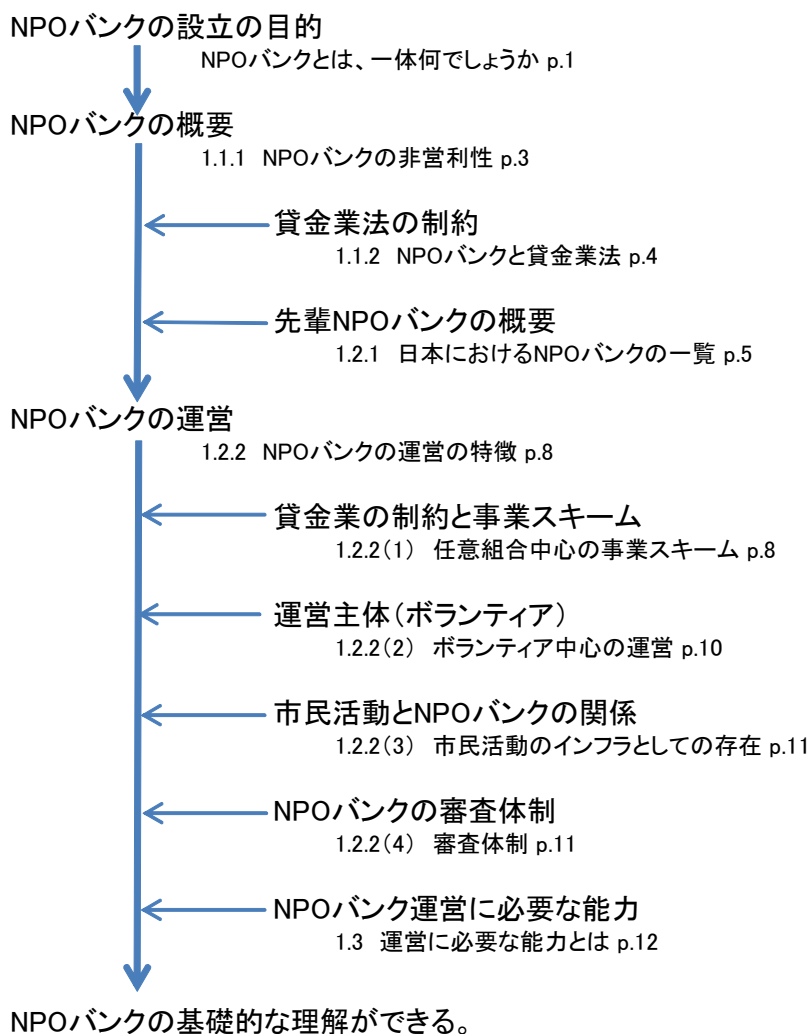 NPOバンクの設立の目的
NPOバンクとは、一体何でしょうか p.1
NPOバンクの概要
1.1.1 NPOバンクの非営利性 p.3
貸金業法の制約
1.1.2 NPOバンクと貸金業法 p.4
先輩NPOバンクの概要
1.2.1 日本におけるNPOバンクの一覧 p.5
NPOバンクの運営
1.2.2 NPOバンクの運営の特徴 p.8
貸金業の制約と事業スキーム
1.2.2(1) 任意組合中心の事業スキーム p.8
運営主体(ボランティア)
1.2.2(2) ボランティア中心の運営 p.10
市民活動とNPOバンクの関係
1.2.2(3) 市民活動のインフラとしての存在 p.11
NPOバンクの審査体制
1.2.2(4) 審査体制 p.11
NPOバンク運営に必要な能力
1.3 運営に必要な能力とは p.12
NPOバンクの基礎的な理解ができる。